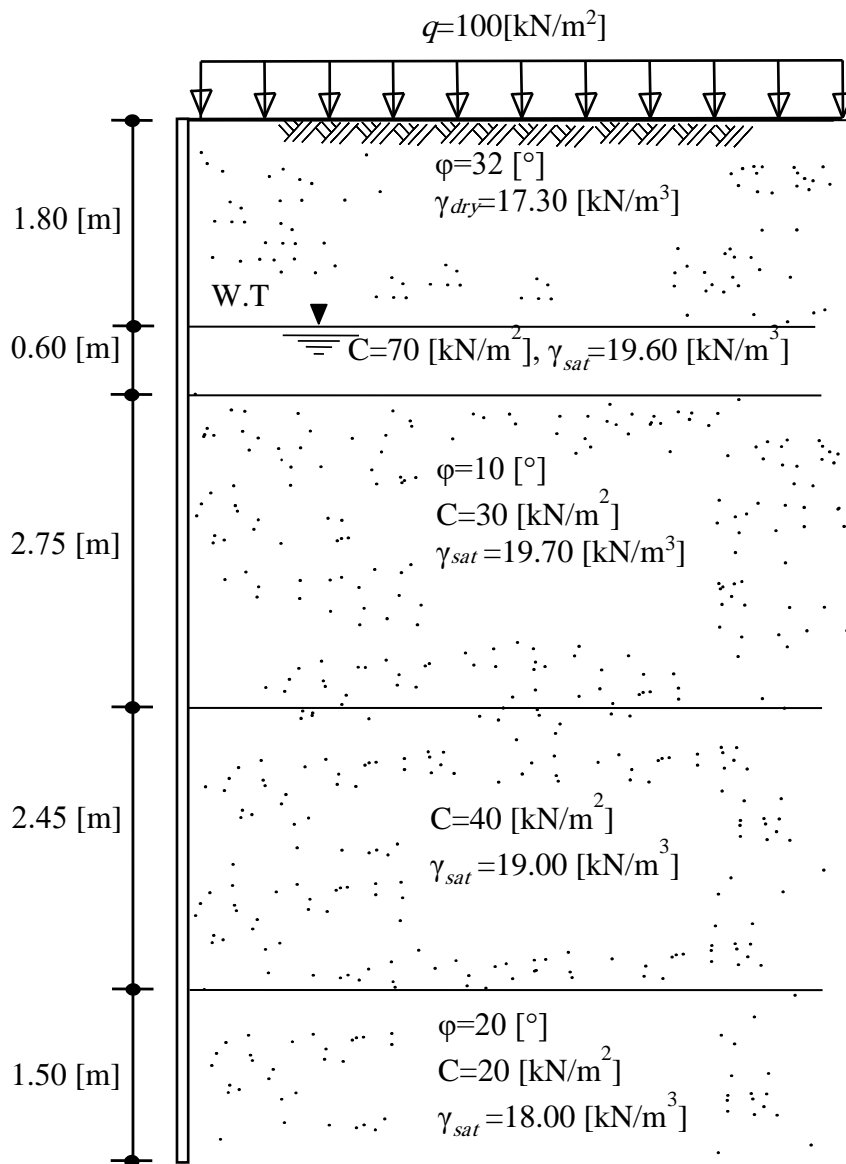 q=100[kN/m²]
φ=32 [°]
γdry=17.30 [kN/m³]
1.80 [m]
W.T
0.60 [m]
C=70 [kN/m²], γsat=19.60 [kN/m³]
φ=10 [°]
C=30 [kN/m²]
2.75 [m]
γsat =19.70 [kN/m³]
2.45 [m]
C=40 [kN/m²]
γsat =19.00 [kN/m³]
φ=20 [°]
1.50 [m]
C=20 [kN/m²]
γsat =18.00 [kN/m³]